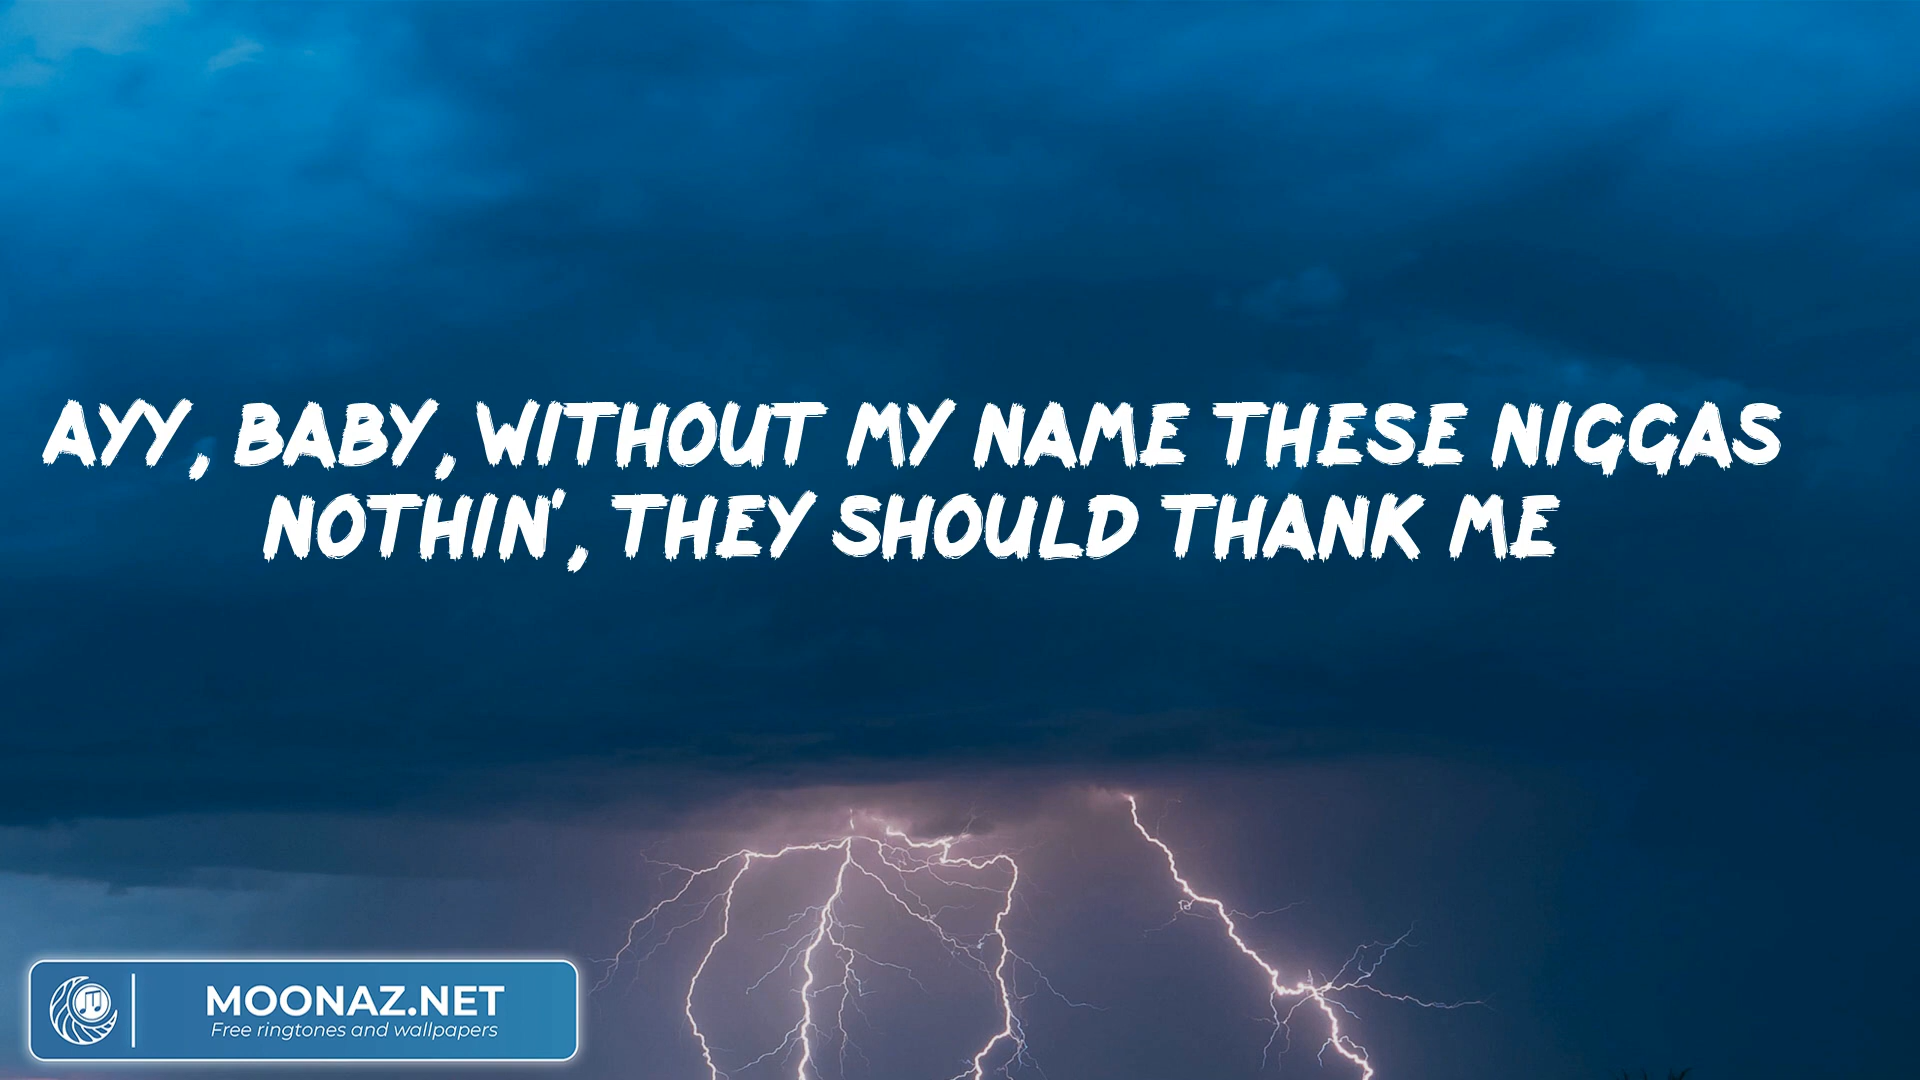 AYY, BABY, WITHOUT MY NAME THESE NIGGAS
NOTHIN', THEY SHOULD THANK ME
MOONAZ.NET
Free ringtones and wallpapers